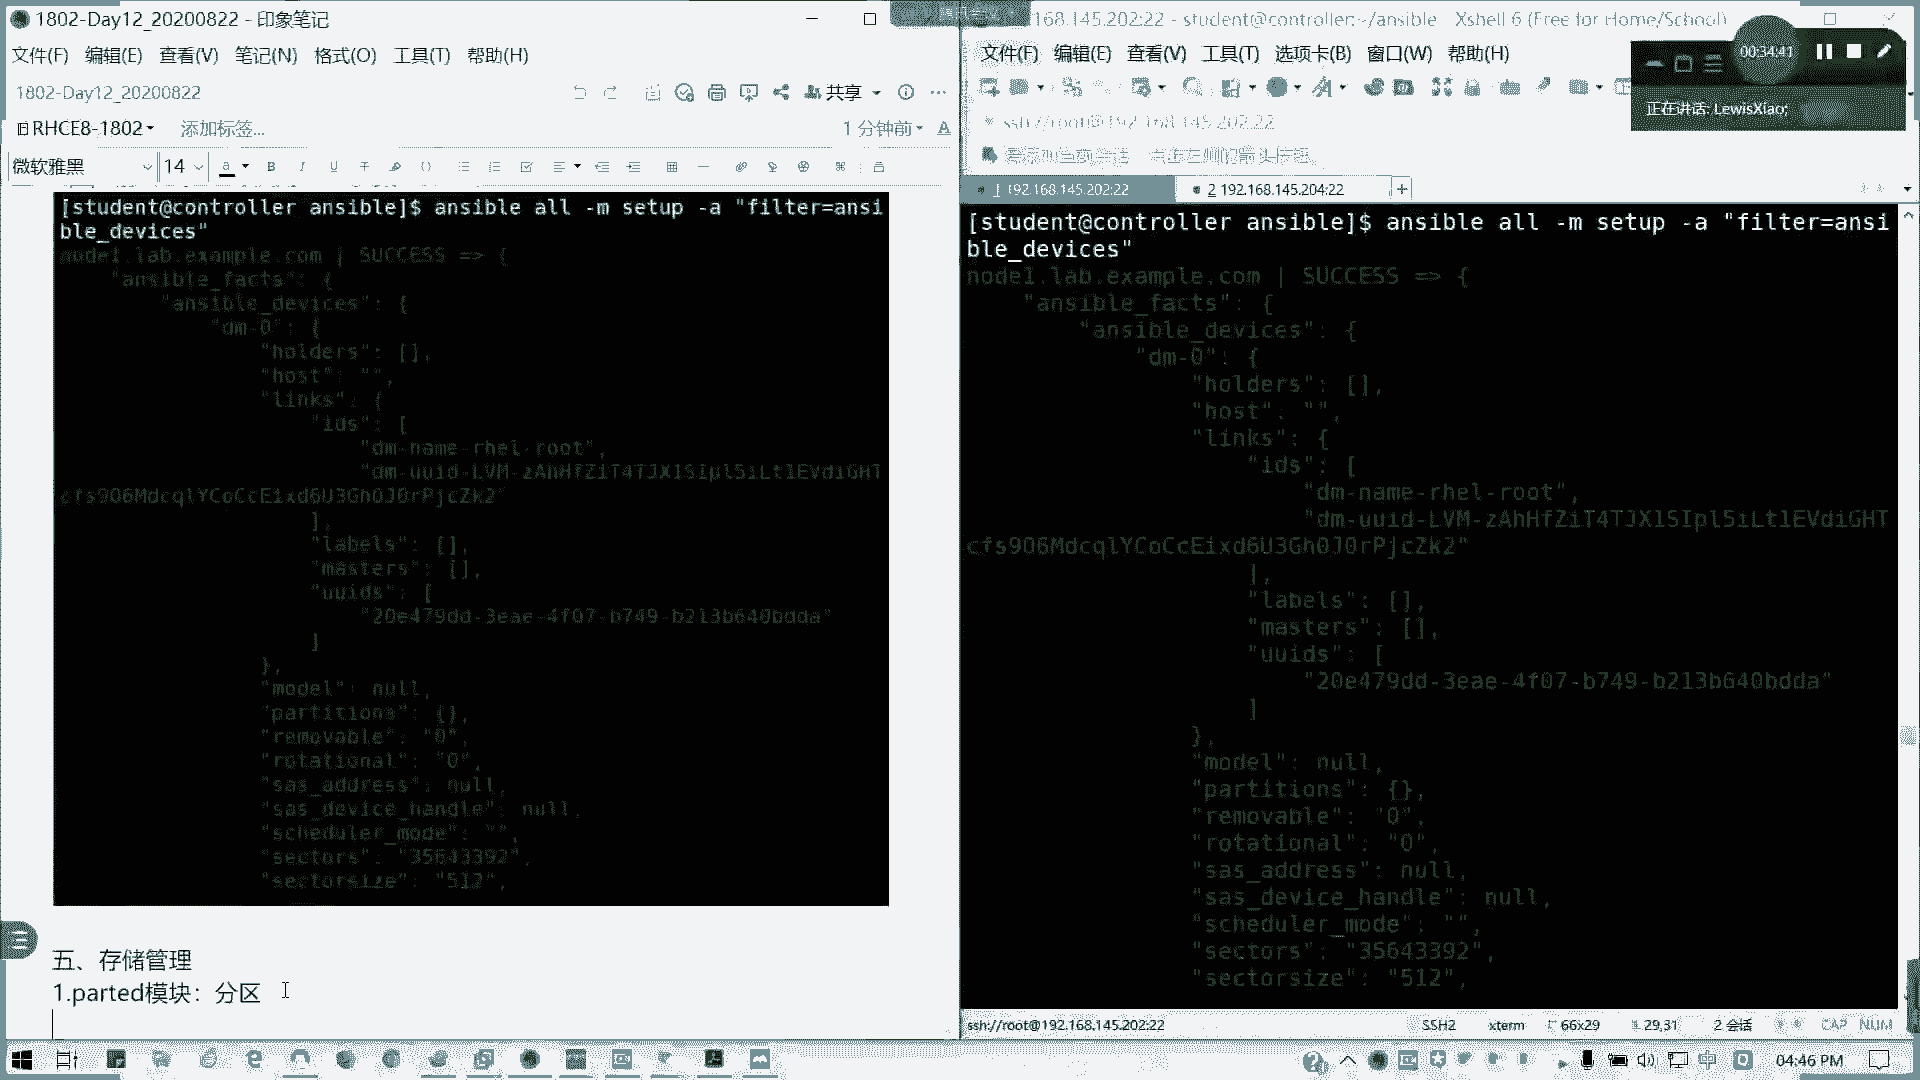 1802-Day12_20200822 - 印象笔记
文件(F) 编辑(E) 查看(V) 笔记(N) 格式(O) 工具(T) 帮助(H)
1802-Day12_20200822
共享
RHCE8-1802
添加标签...
1 分钟前
微软雅黑
14
[student@controller ansible]$ ansible all -m setup -a "filter=ansi
ble_devices"
node1.lab.example.com | SUCCESS => {
"ansible_facts": {
"ansible_devices": {
"dm-0": {
"holders": [],
"host": "",
"links": {
"ids": [
"dm-name-rhel-root",
"dm-uuid-LVM-zAhHfZiT4TJX1SIpl5iLtlEVdiGHT
cfs9O6MdcqlYCoCcEixd6U3Gh0J0rPjcZk2"
],
"labels": [],
"masters": [],
"uuids": [
"20e479dd-3eae-4f07-b749-b213b640bdda"
]
},
"model": null,
"partitions": {},
"removable": "0",
"rotational": "0",
"sas_address": null,
"sas_device_handle": null,
"scheduler_mode": "",
"sectors": "35643392",
"sectorsize": "512",
五、存储管理
1.parted模块：分区
168.145.202:22 - student@controller:~/ansible - Xshell 6 (Free for Home/School)
文件(F) 编辑(E) 查看(V) 工具(T) 选项卡(B) 窗口(W) 帮助(H)
00:34:41
正在讲话: LewisXiao;
ssh://root@192.168.145.202:22
1 192.168.145.202:22
2 192.168.145.204:22
[student@controller ansible]$ ansible all -m setup -a "filter=ansi
ble_devices"
node1.lab.example.com | SUCCESS => {
"ansible_facts": {
"ansible_devices": {
"dm-0": {
"holders": [],
"host": "",
"links": {
"ids": [
"dm-name-rhel-root",
"dm-uuid-LVM-zAhHfZiT4TJX1SIpl5iLtlEVdiGHT
cfs9O6MdcqlYCoCcEixd6U3Gh0J0rPjcZk2"
],
"labels": [],
"masters": [],
"uuids": [
"20e479dd-3eae-4f07-b749-b213b640bdda"
]
},
"model": null,
"partitions": {},
"removable": "0",
"rotational": "0",
"sas_address": null,
"sas_device_handle": null,
"scheduler_mode": "",
"sectors": "35643392",
"sectorsize": "512",
ssh://root@192.168.145.202:22
SSH2
xterm
66x29
29,31
2 会话
CAP NUM
中
04:46 PM